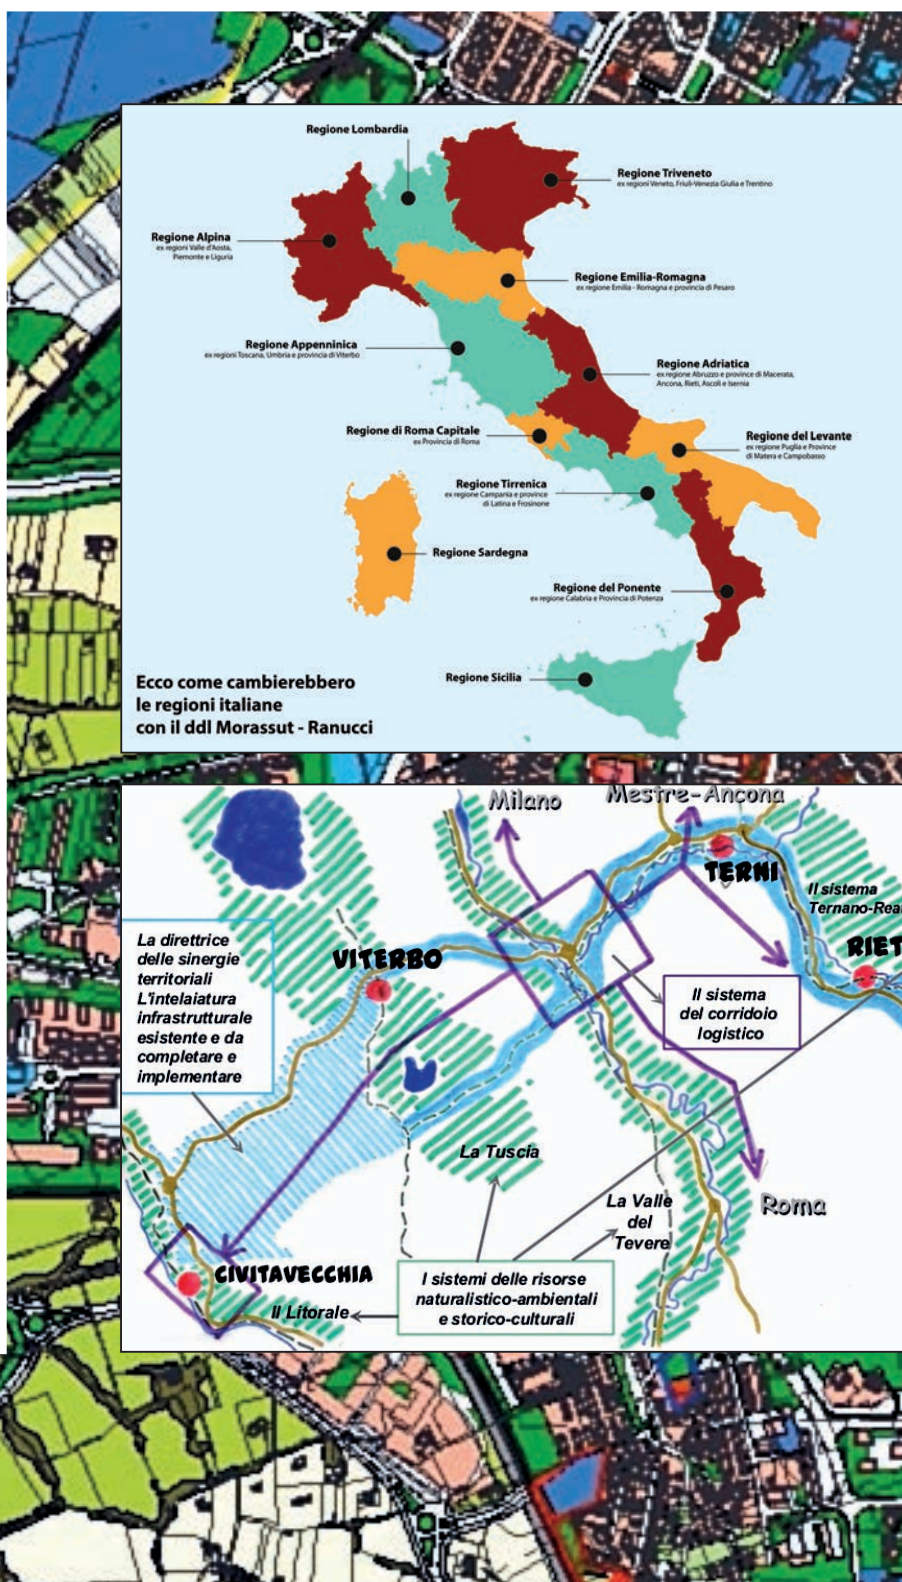 Regione Lombardia
Regione Triveneto
ex regioni Veneto, Friuli-Venezia Giulia e Trentino
Regione Alpina
ex regioni Valle d'Aosta,
Piemonte e Liguria
Regione Emilia-Romagna
ex regione Emilia - Romagna e provincia di Pesaro
Regione Appenninica
ex regioni Toscana, Umbria e provincia di Viterbo
Regione Adriatica
ex regione Abruzzo e province di Macerata,
Ancona, Rieti, Ascoli e Isernia
Regione di Roma Capitale
ex Provincia di Roma
Regione del Levante
ex regione Puglia e Province
di Matera e Campobasso
Regione Tirrenica
ex regione Campania e province
di Latina e Frosinone
Regione Sardegna
Regione del Ponente
ex regione Calabria e Provincia di Potenza
Regione Sicilia
Ecco come cambierebbero
le regioni italiane
con il ddl Morassut - Ranucci
Milano
Mestre-Ancona
TERNI
Il sistema
Ternano-Reat
RIET
VITERBO
La direttrice
delle sinergie
territoriali
L'intelaiatura
infrastrutturale
esistente e da
completare e
implementare
Il sistema
del corridoio
logistico
La Tuscia
La Valle
del
Tevere
Roma
CIVITAVECCHIA
Il Litorale
I sistemi delle risorse
naturalistico-ambientali
e storico-culturali